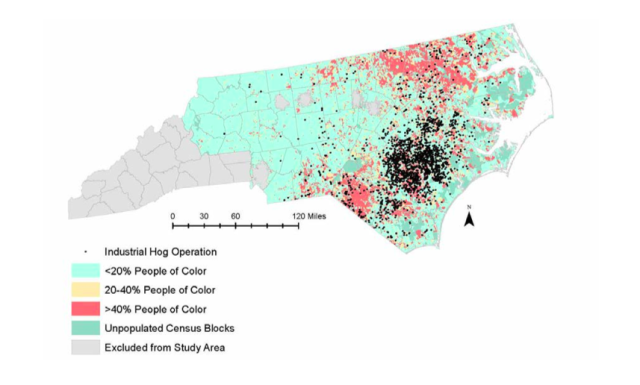 N
0 30 60 120 Miles
Industrial Hog Operation
<20% People of Color
20-40% People of Color
>40% People of Color
Unpopulated Census Blocks
Excluded from Study Area